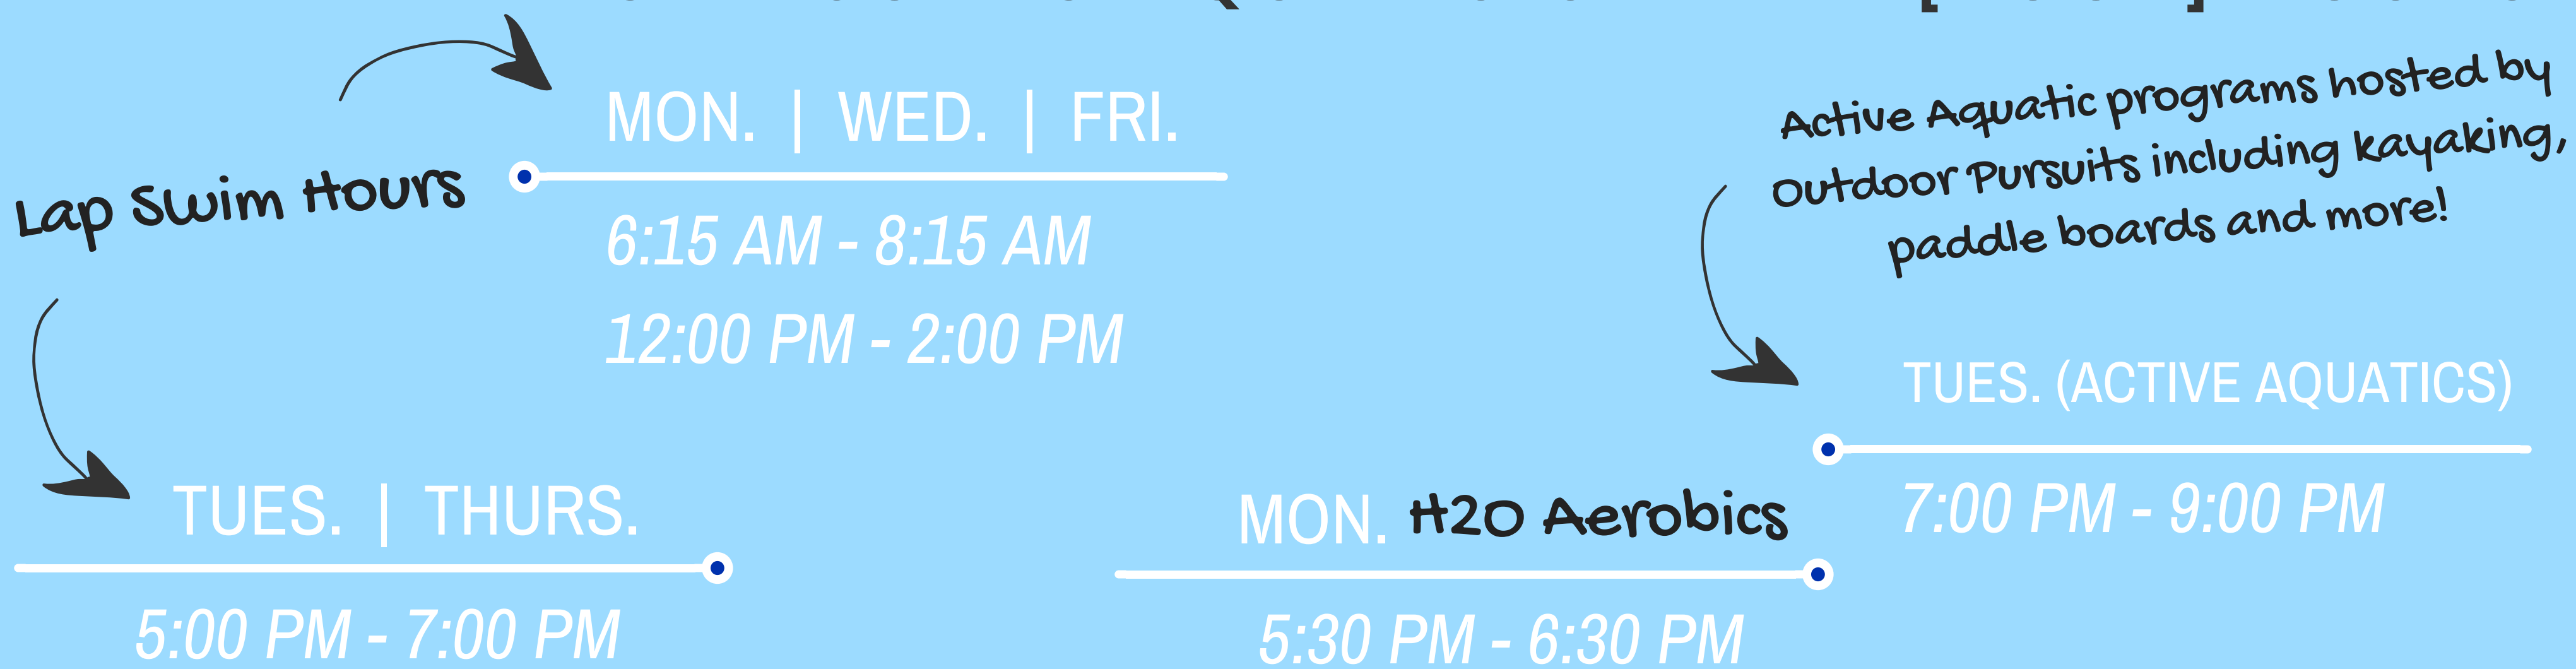 Lap Swim Hours
MON. | WED. | FRI.
6:15 AM - 8:15 AM
12:00 PM - 2:00 PM
TUES. | THURS.
5:00 PM - 7:00 PM
MON. H2O Aerobics
5:30 PM - 6:30 PM
Active Aquatic programs hosted by
Outdoor Pursuits including kayaking,
paddle boards and more!
TUES. (ACTIVE AQUATICS)
7:00 PM - 9:00 PM